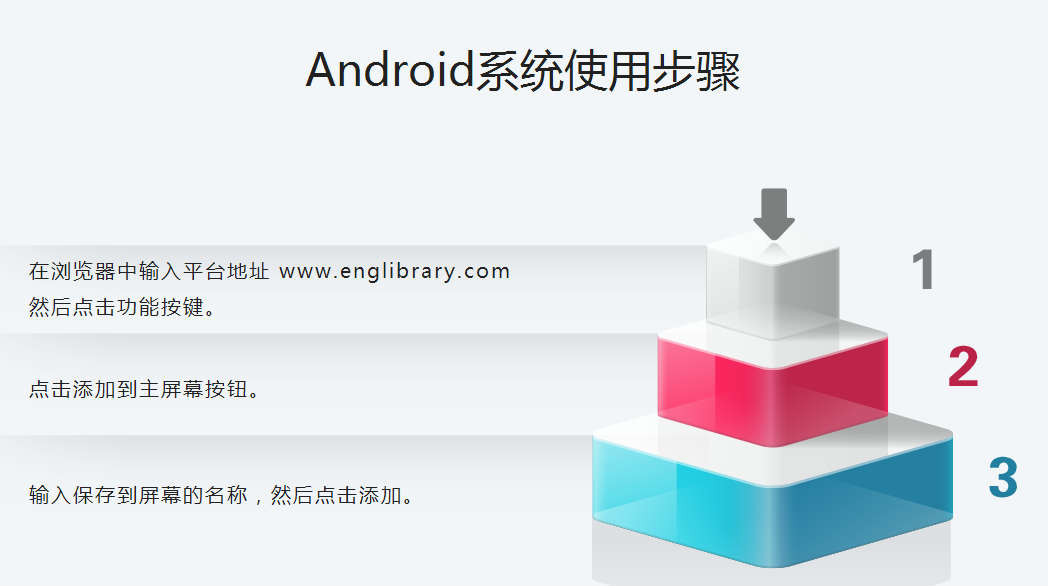 Android系统使用步骤
在浏览器中输入平台地址 www.englibrary.com
然后点击功能按键。
1
2
点击添加到主屏幕按钮。
3
输入保存到屏幕的名称，然后点击添加。